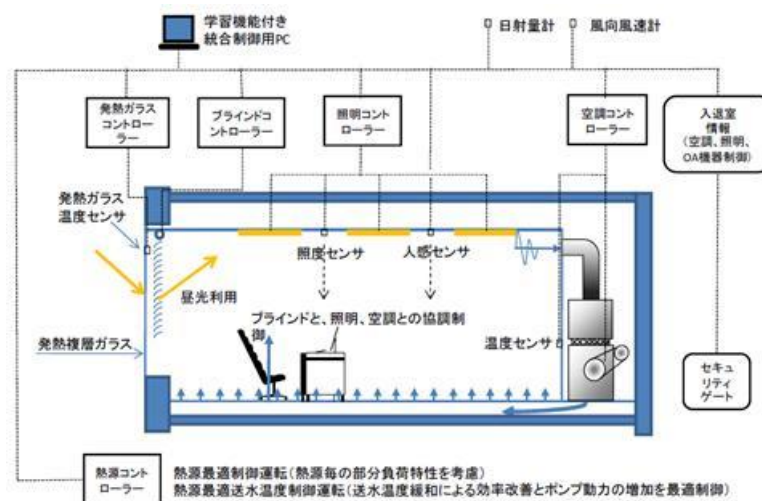 学習機能付き
統合制御用PC
日射量計
風向風速計
発熱ガラス
コントローラ
ー
ブラインドコ
ントローラー
照明コント
ローラー
空調コント
ローラー
入退室
情報
(空調、照明、
OA機器制御)
発熱ガラス
温度センサ
照度センサ
人感センサ
昼光利用
ブラインドと、照明、空調との協調制
御
温度センサ
発熱複層ガラス
セキュ
リティ
ゲート
熱源コント
ローラー
熱源最適制御運転(熱源毎の部分負荷特性を考慮)
熱源最適送水温度制御運転(送水温度緩和による効率改善とポンプ動力の増加を最適制御)